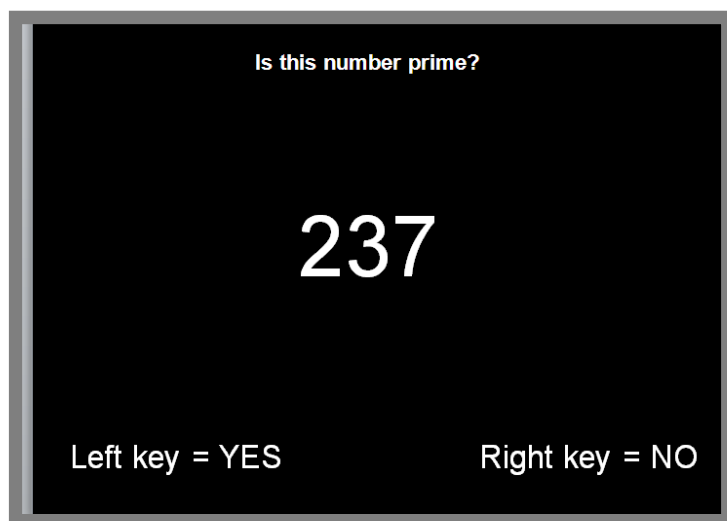 Is this number prime?
237
Left key = YES
Right key = NO